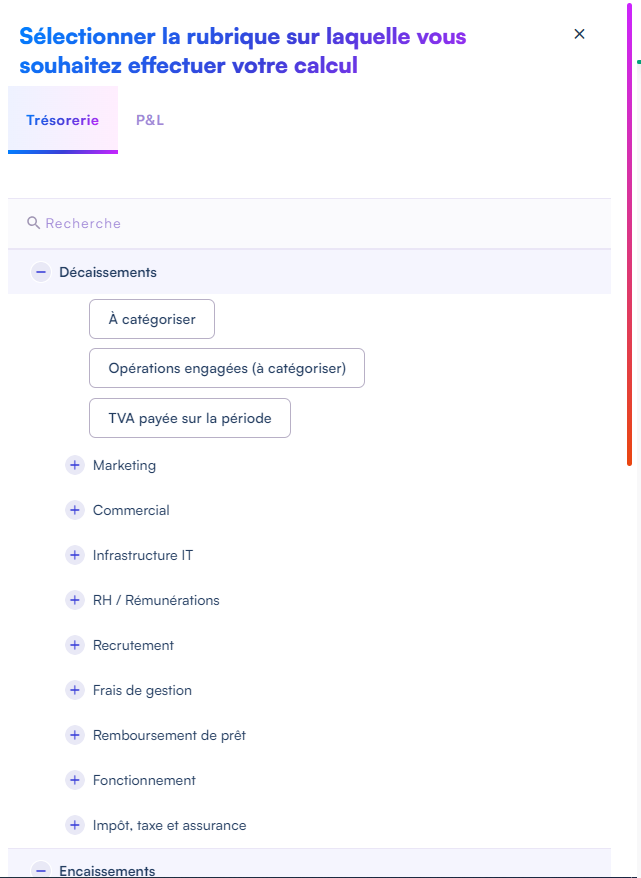 Sélectionner la rubrique sur laquelle vous
souhaitez effectuer votre calcul
Trésorerie
P&L
Recherche
Décaissements
À catégoriser
Opérations engagées (à catégoriser)
TVA payée sur la période
Marketing
Commercial
Infrastructure IT
RH / Rémunérations
Recrutement
Frais de gestion
Remboursement de prêt
Fonctionnement
Impôt, taxe et assurance
Encaissements